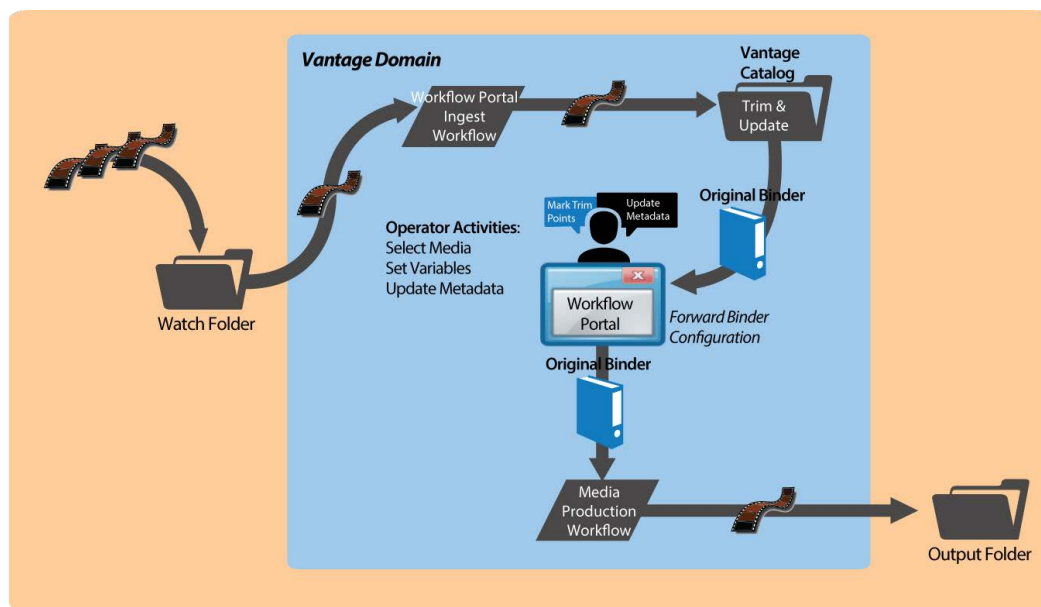 Vantage Domain
Vantage
Catalog
Workflow Portal
Ingest
Workflow
Trim &
Update
Original Binder
Mark Trim
Points
Update
Metadata
Operator Activities:
Select Media
Set Variables
Update Metadata
Watch Folder
Workflow
Portal
Forward Binder
Configuration
Original Binder
Media
Production
Workflow
Output Folder